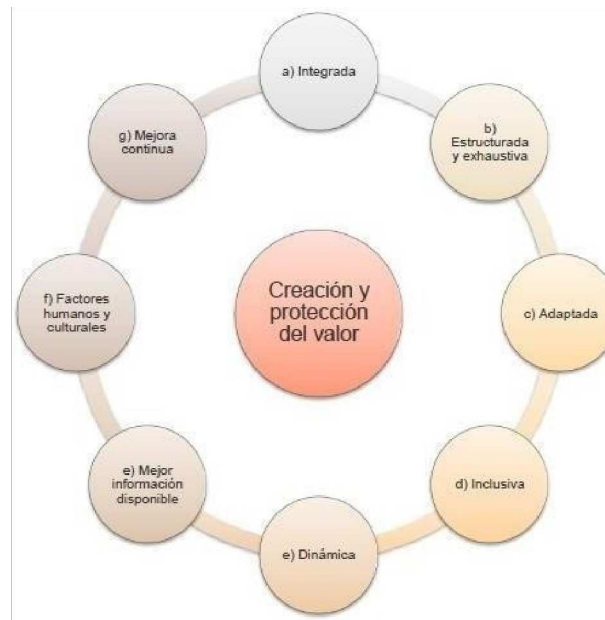 a) Integrada
b)
Estructurada
y exhaustiva
c) Adaptada
d) Inclusiva
e) Dinámica
e) Mejor
información
disponible
f) Factores
humanos y
culturales
g) Mejora
continua
Creación y
protección
del valor